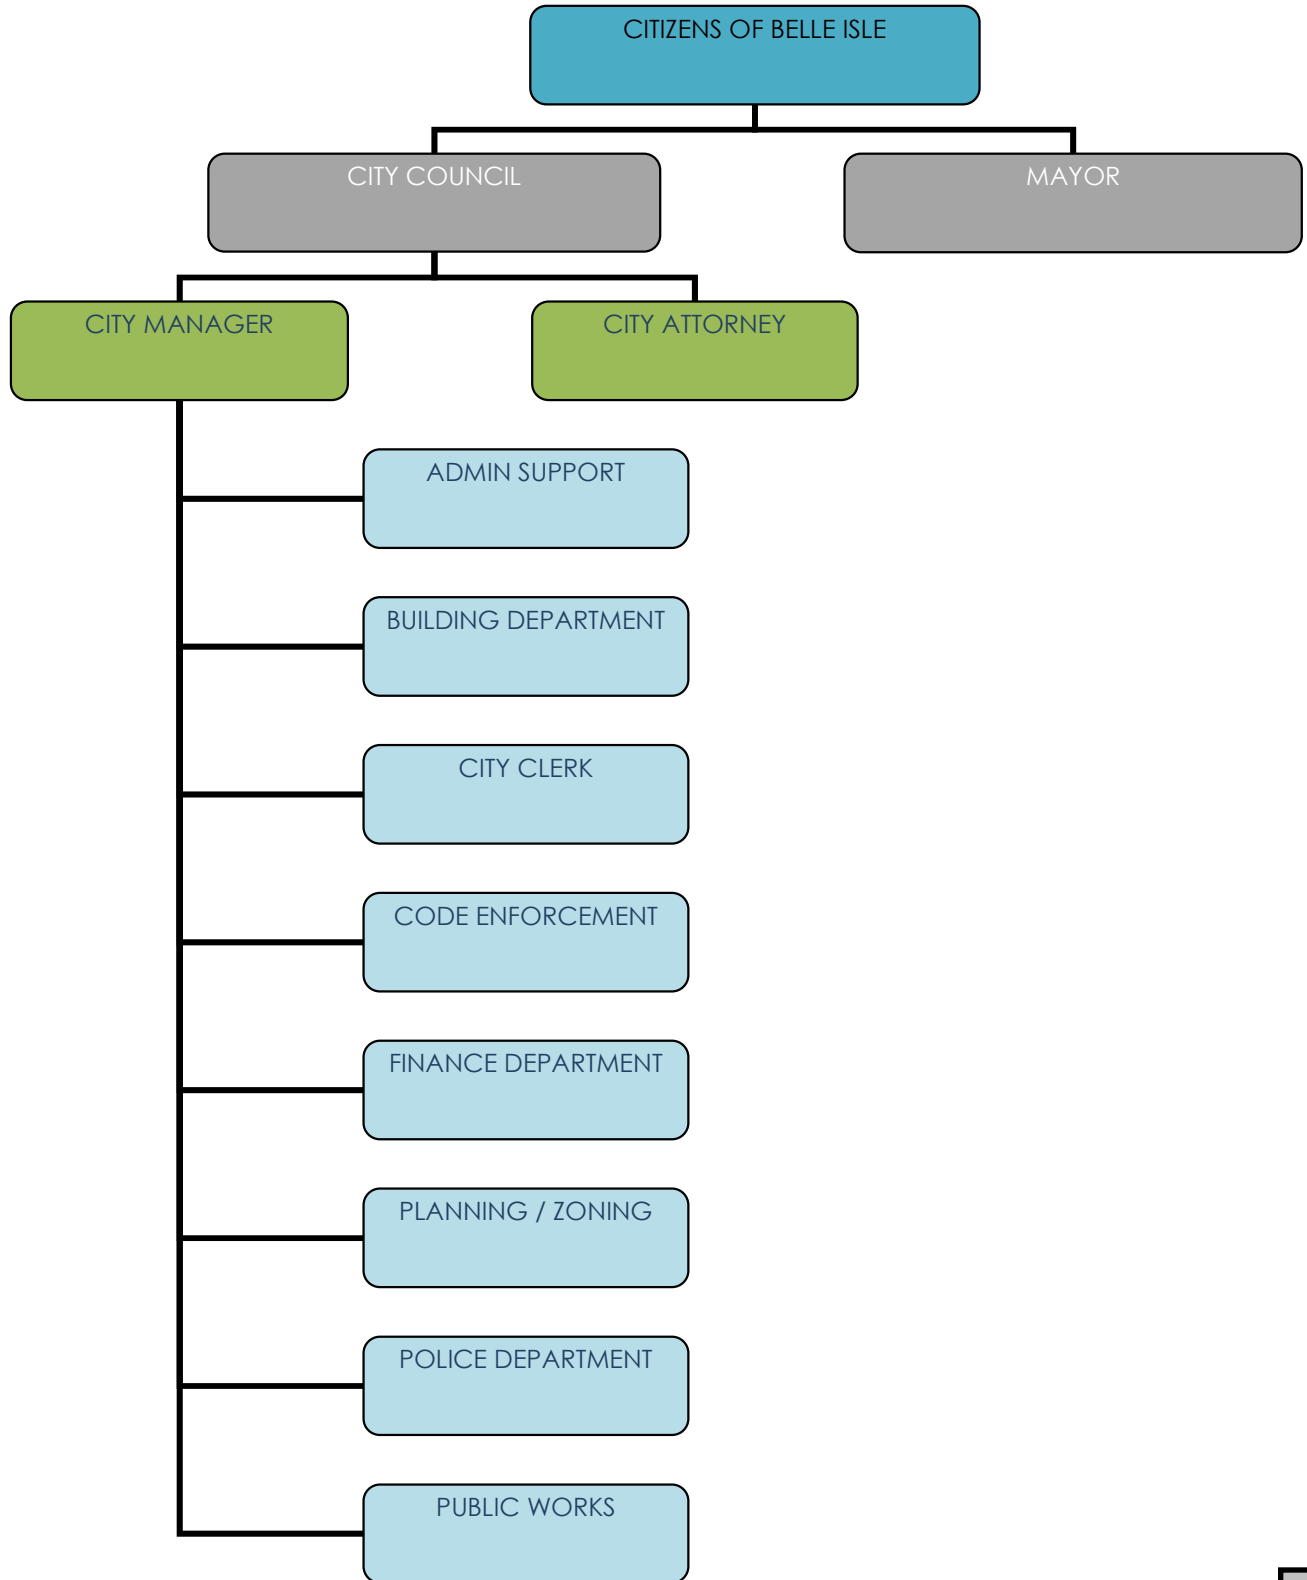 CITIZENS OF BELLE ISLE
CITY COUNCIL
MAYOR
CITY MANAGER
CITY ATTORNEY
ADMIN SUPPORT
BUILDING DEPARTMENT
CITY CLERK
CODE ENFORCEMENT
FINANCE DEPARTMENT
PLANNING / ZONING
POLICE DEPARTMENT
PUBLIC WORKS